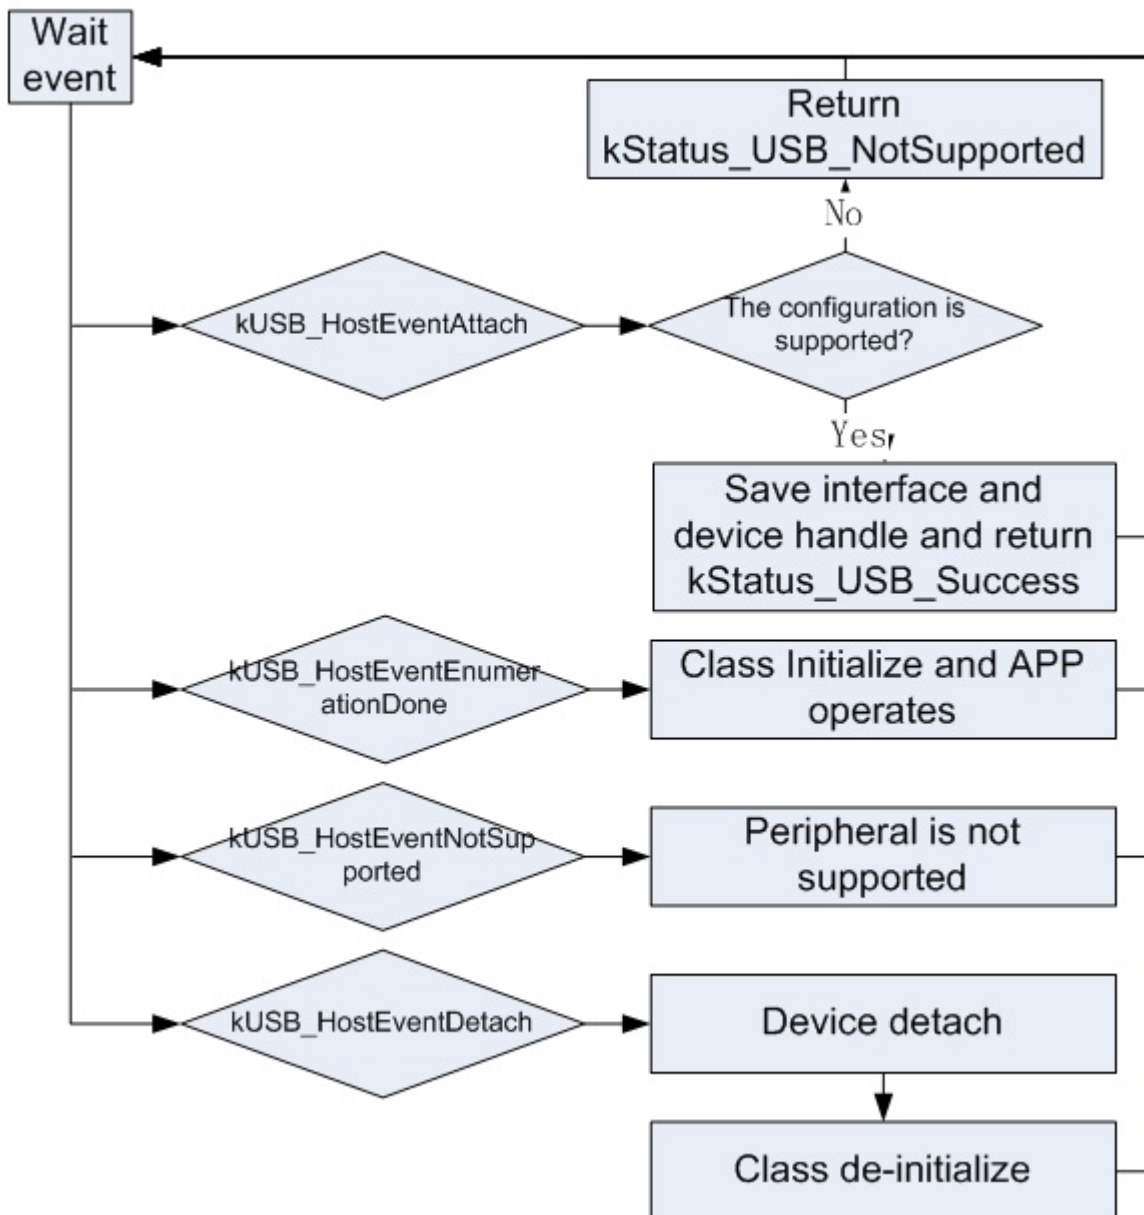 Wait
event
Return
kStatus_USB_NotSupported
No
kUSB_HostEventAttach
The configuration is
supported?
Yes
Save interface and
device handle and return
kStatus_USB_Success
kUSB_HostEventEnumer
ationDone
Class Initialize and APP
operates
kUSB_HostEventNotSup
ported
Peripheral is not
supported
kUSB_HostEventDetach
Device detach
Class de-initialize